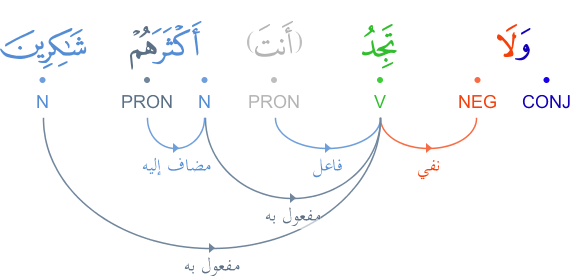 وَلَا تَجِدُ (أَنتَ) أَكْثَرَهُمْ شَـٰكِرِينَ
CONJ NEG V PRON N PRON N
نفي فاعل مضاف إليه
مفعول به
مفعول به